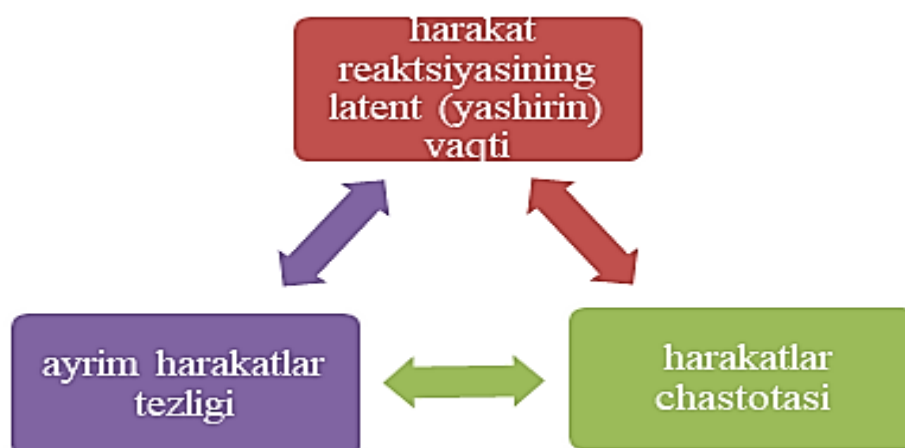 harakat
reaktsiyasining
latent (yashirin)
vaqti
ayrim harakatlar
tezligi
harakatlar
chastotasi